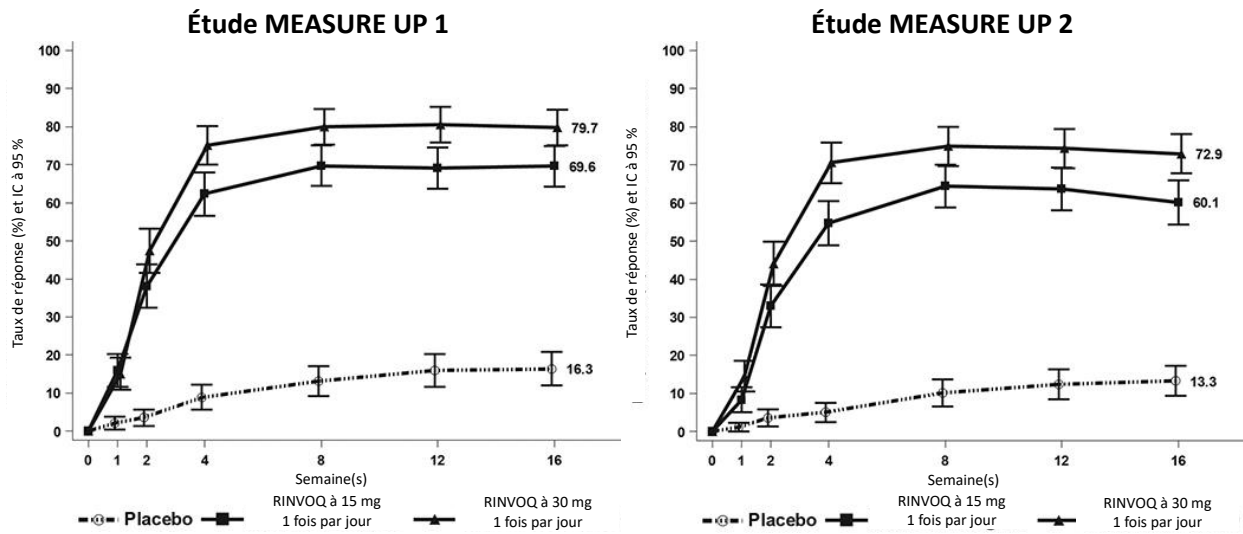 Étude MEASURE UP 1
Taux de réponse (%) et IC à 95 %
100
90
80
70
60
50
40
30
20
10
0
79.7
69.6
16.3
0 1 2 4 8 12 16
Semaine(s)
Placebo
RINVOQ à 15 mg
1 fois par jour
RINVOQ à 30 mg
1 fois par jour
Étude MEASURE UP 2
Taux de réponse (%) et IC à 95 %
100
90
80
70
60
50
40
30
20
10
0
72.9
60.1
13.3
0 1 2 4 8 12 16
Semaine(s)
Placebo
RINVOQ à 15 mg
1 fois par jour
RINVOQ à 30 mg
1 fois par jour